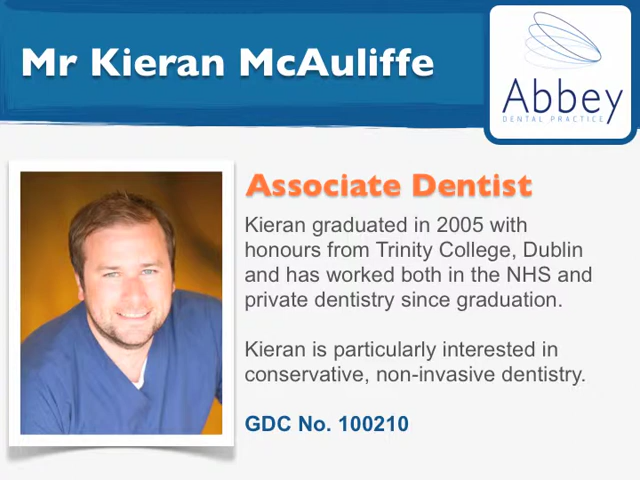 Mr Kieran McAuliffe
Abbey
DENTAL PRACTICE
Associate Dentist
Kieran graduated in 2005 with
honours from Trinity College, Dublin
and has worked both in the NHS and
private dentistry since graduation.
Kieran is particularly interested in
conservative, non-invasive dentistry.
GDC No. 100210